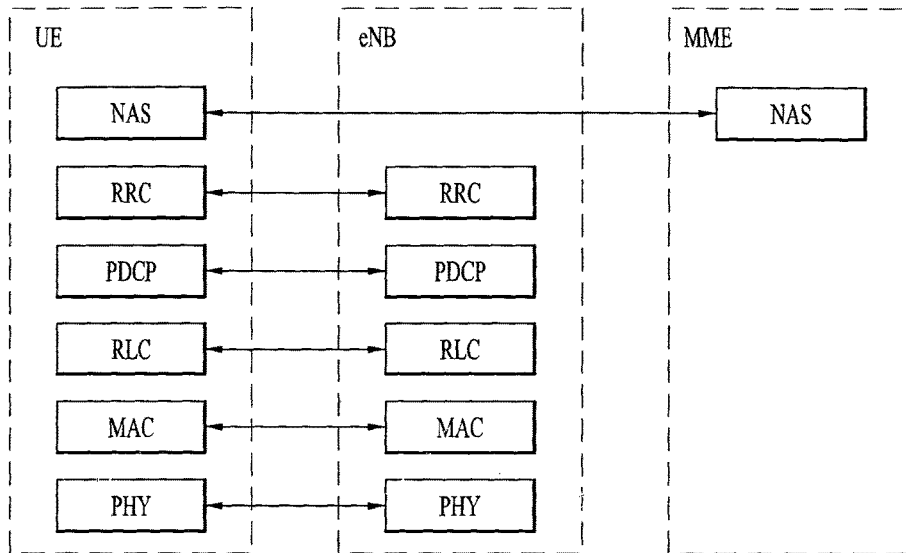 UE eNB MME
NAS NAS
RRC RRC
PDCP PDCP
RLC RLC
MAC MAC
PHY PHY